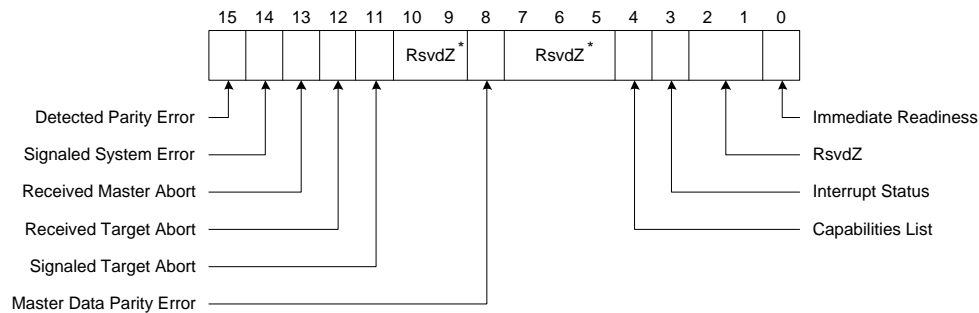 15 14 13 12 11 10 9 8 7 6 5 4 3 2 1 0
RsvdZ* RsvdZ*
Detected Parity Error Immediate Readiness
Signaled System Error RsvdZ
Received Master Abort Interrupt Status
Received Target Abort Capabilities List
Signaled Target Abort
Master Data Parity Error